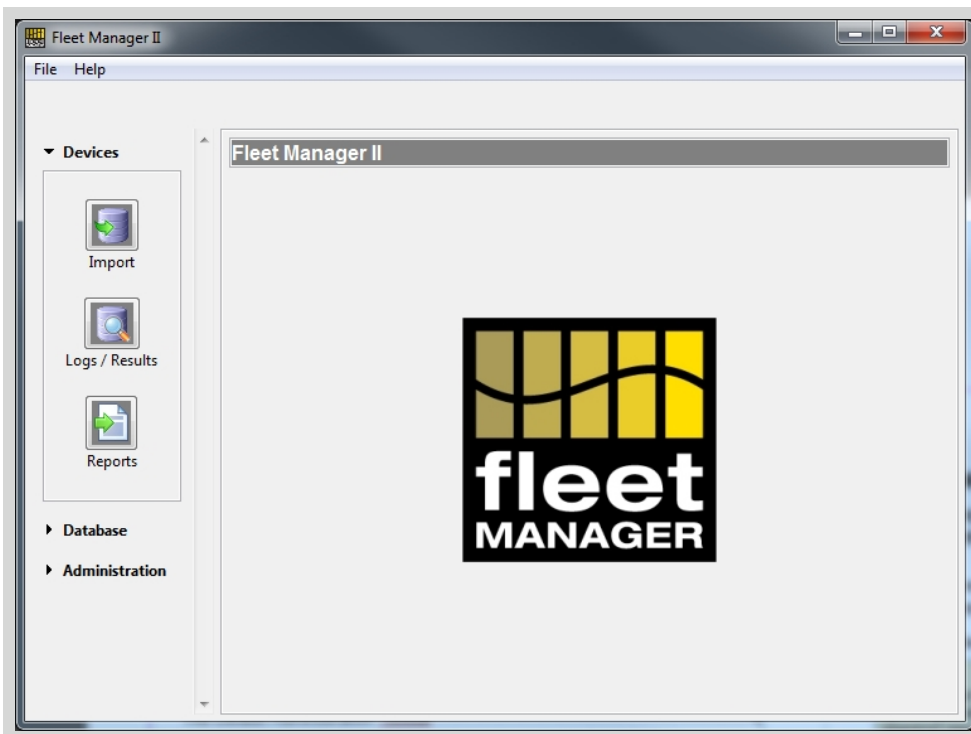 Fleet Manager II
File Help
Devices
Fleet Manager II
Import
Logs / Results
Reports
Database
Administration
fleet
MANAGER